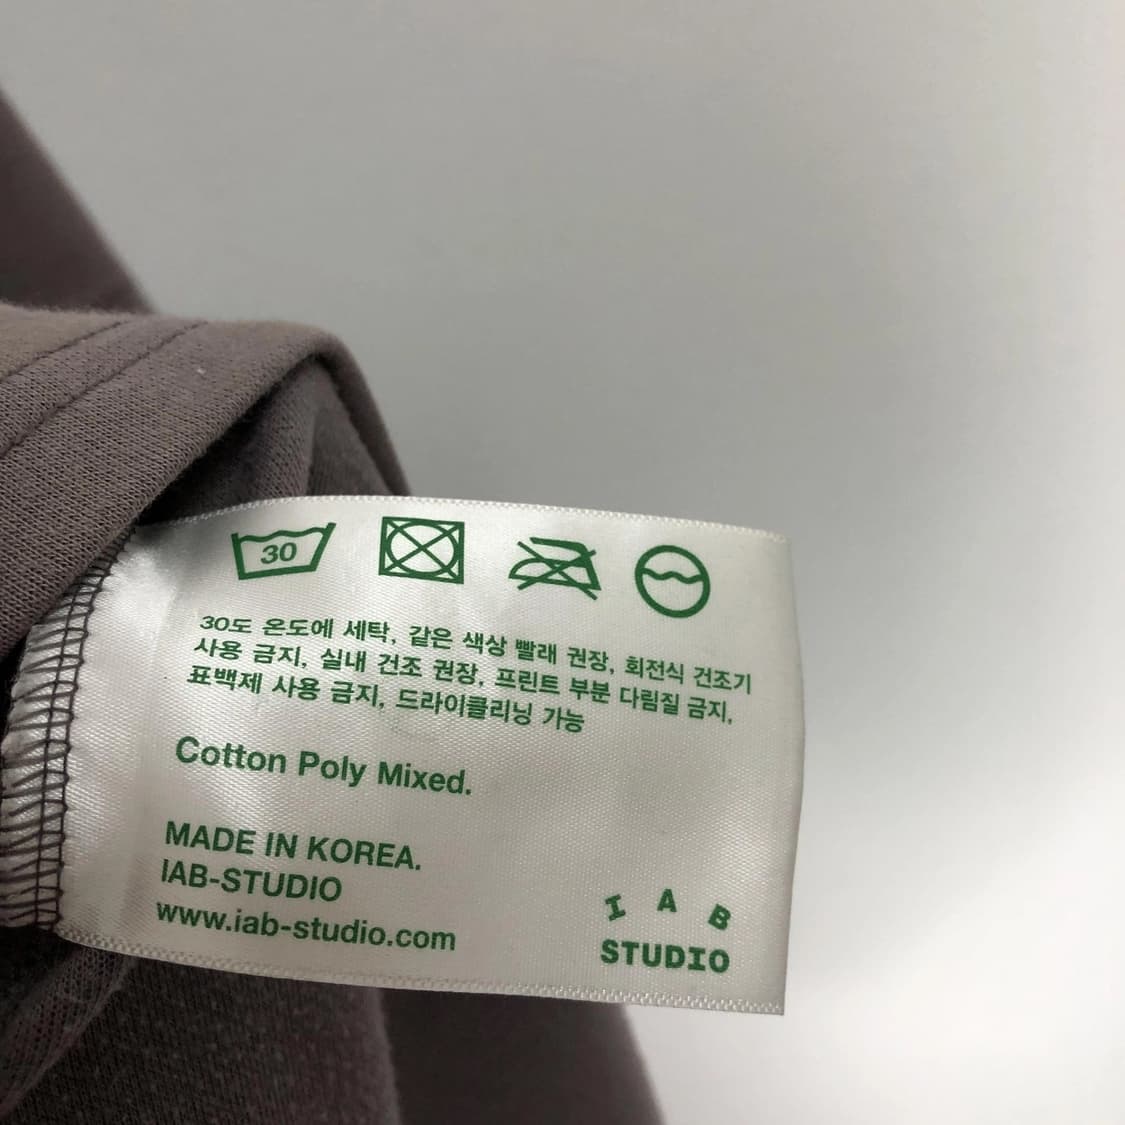 30
30도 온도에 세탁, 같은 색상 빨래 권장, 회전식 건조기
사용 금지, 실내 건조 권장, 프린트 부분 다림질 금지,
표백제 사용 금지, 드라이클리닝 가능
Cotton Poly Mixed.
MADE IN KOREA.
IAB-STUDIO
www.iab-studio.com
I A B
STUDIO